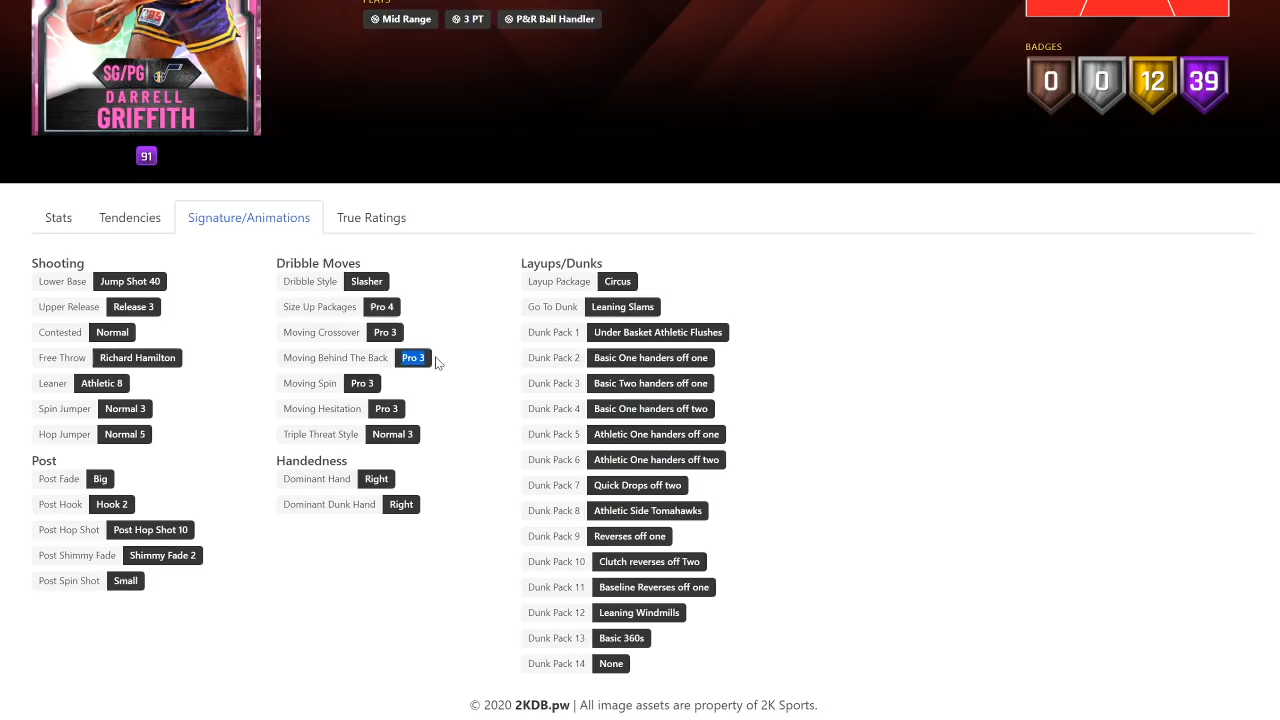 PLAYS
Mid Range
3 PT
P&R Ball Handler
BADGES
0
0
12
39
SG/PG
DARRELL
GRIFFITH
91
Stats
Tendencies
Signature/Animations
True Ratings
Shooting
Lower Base Jump Shot 40
Upper Release Release 3
Contested Normal
Free Throw Richard Hamilton
Leaner Athletic 8
Spin Jumper Normal 3
Hop Jumper Normal 5
Post
Post Fade Big
Post Hook Hook 2
Post Hop Shot Post Hop Shot 10
Post Shimmy Fade Shimmy Fade 2
Post Spin Shot Small
Dribble Moves
Dribble Style Slasher
Size Up Packages Pro 4
Moving Crossover Pro 3
Moving Behind The Back Pro 3
Moving Spin Pro 3
Moving Hesitation Pro 3
Triple Threat Style Normal 3
Handedness
Dominant Hand Right
Dominant Dunk Hand Right
Layups/Dunks
Layup Package Circus
Go To Dunk Leaning Slams
Dunk Pack 1 Under Basket Athletic Flushes
Dunk Pack 2 Basic One handers off one
Dunk Pack 3 Basic Two handers off one
Dunk Pack 4 Basic One handers off two
Dunk Pack 5 Athletic One handers off one
Dunk Pack 6 Athletic One handers off two
Dunk Pack 7 Quick Drops off two
Dunk Pack 8 Athletic Side Tomahawks
Dunk Pack 9 Reverses off one
Dunk Pack 10 Clutch reverses off Two
Dunk Pack 11 Baseline Reverses off one
Dunk Pack 12 Leaning Windmills
Dunk Pack 13 Basic 360s
Dunk Pack 14 None
© 2020 2KDB.pw | All image assets are property of 2K Sports.